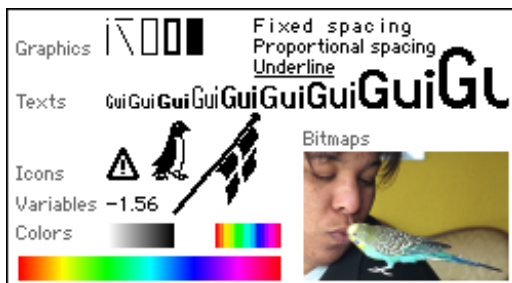 Graphics
Fixed spacing
Proportional spacing
Underline
Texts GuiGuiGuiGuiGuiGuiGuiGuiGu
Bitmaps
Icons
Variables -1.56
Colors